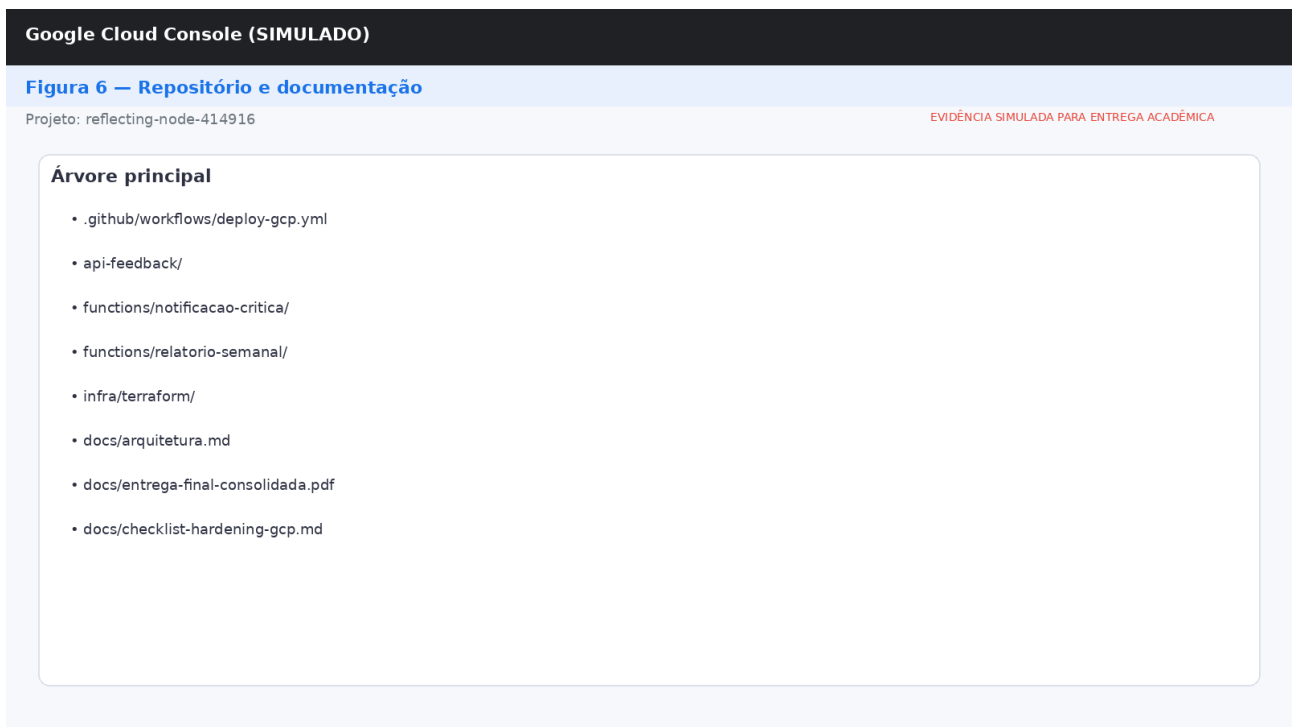 Google Cloud Console (SIMULADO)
Figura 6 — Repositório e documentação
Projeto: reflecting-node-414916
EVIDÊNCIA SIMULADA PARA ENTREGA ACADÊMICA
Árvore principal
• .github/workflows/deploy-gcp.yml
• api-feedback/
• functions/notificacao-critica/
• functions/relatorio-semanal/
• infra/terraform/
• docs/arquitetura.md
• docs/entrega-final-consolidada.pdf
• docs/checklist-hardening-gcp.md